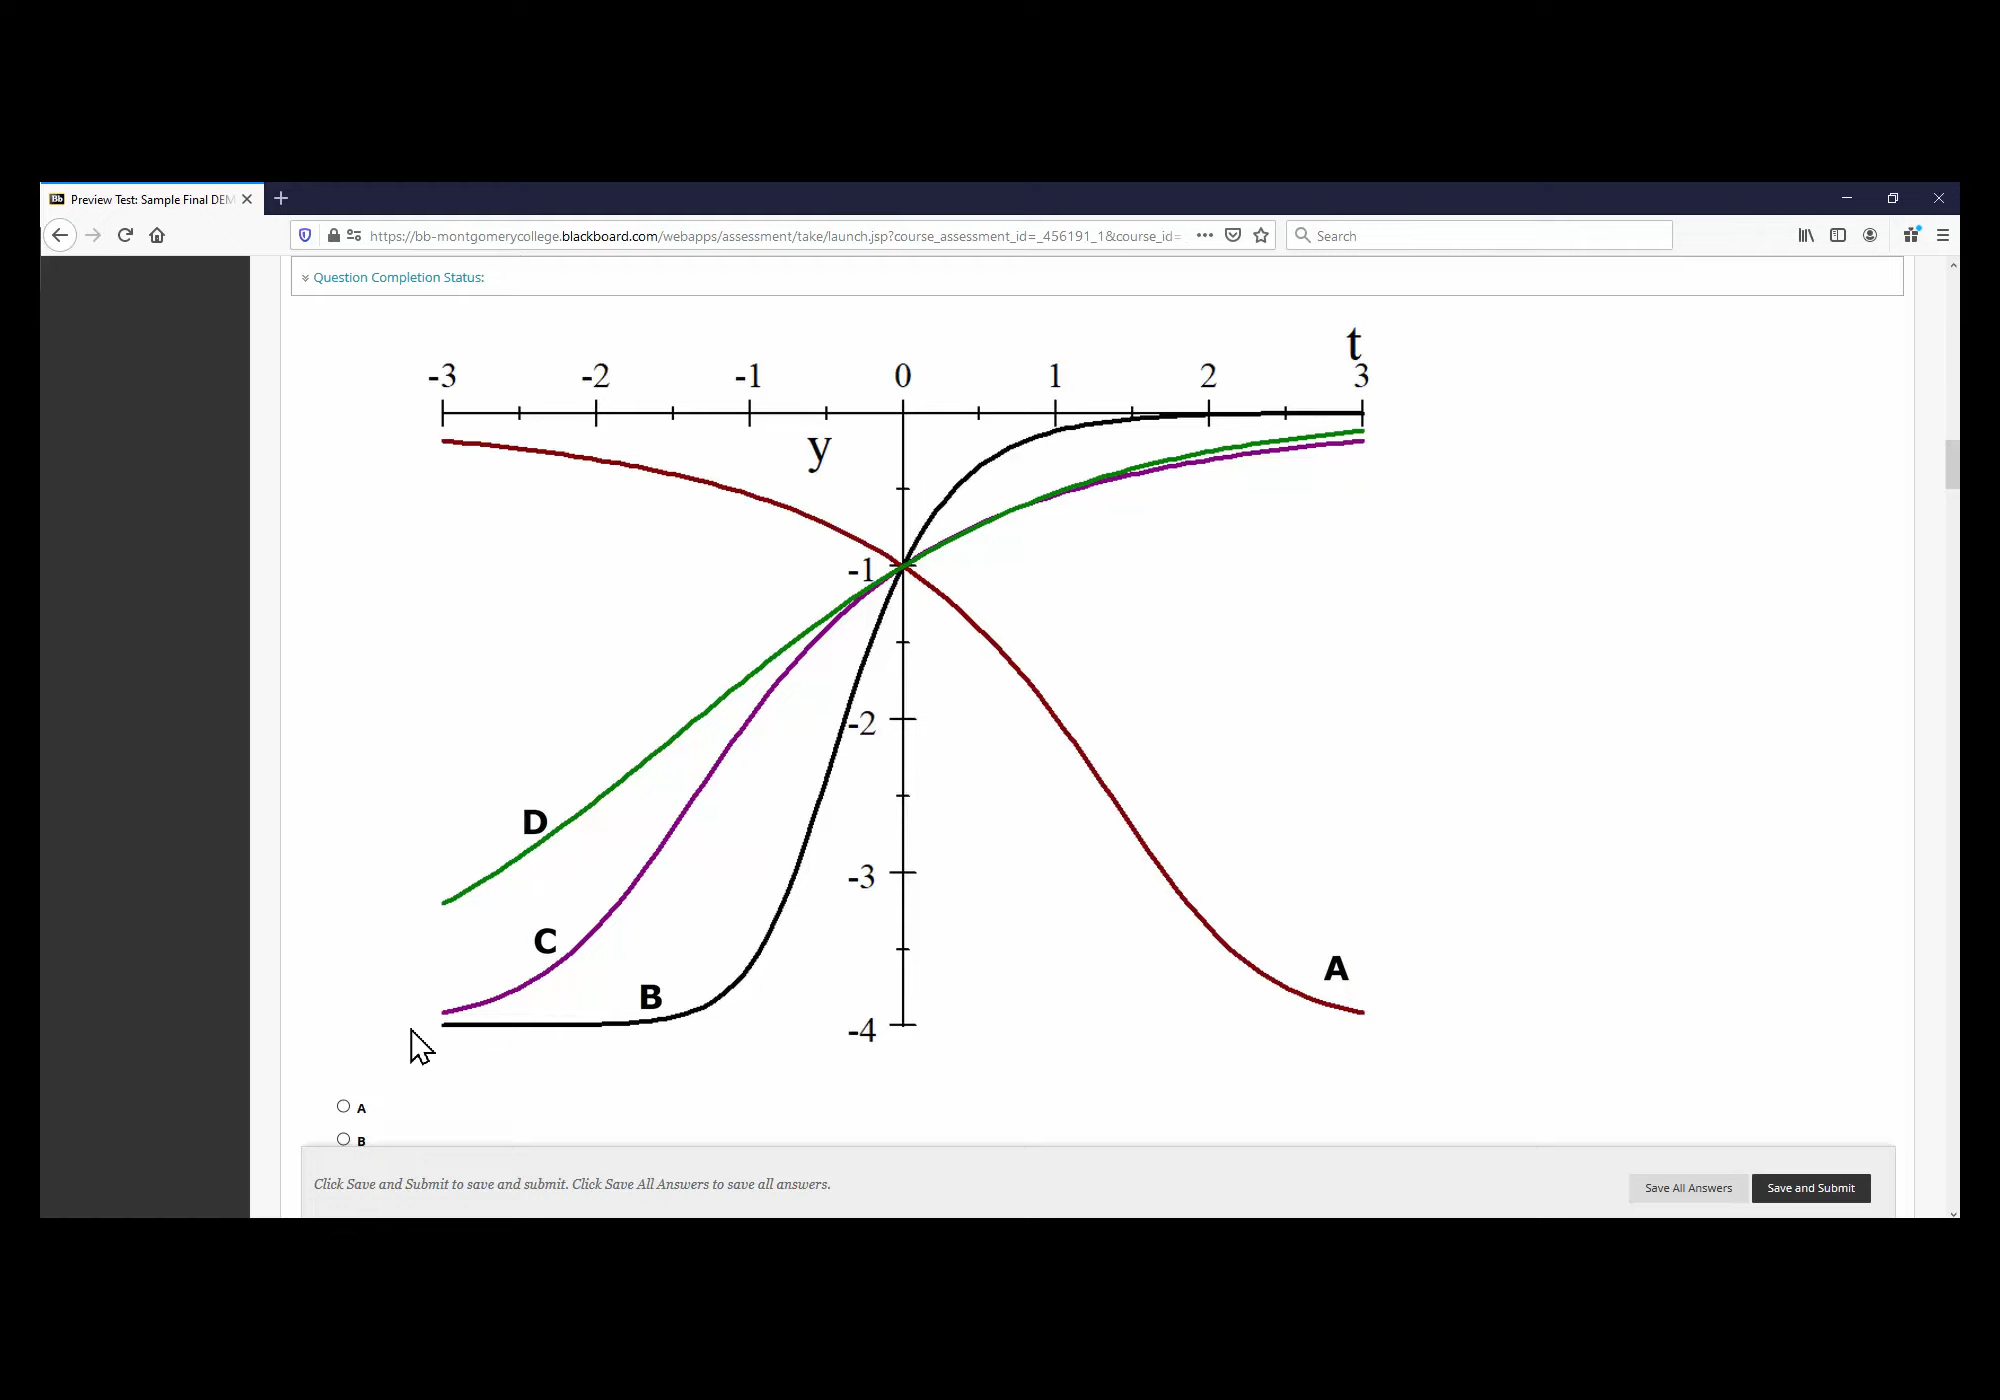 Preview Test: Sample Final DEM
https://bb-montgomerycollege.blackboard.com/webapps/assessment/take/launch.jsp?course_assessment_id=_456191_1&course_id=
Search
Question Completion Status:
t
-3 -2 -1 0 1 2 3
y
-1
-2
D
-3
C
A
B
-4
A
B
Click Save and Submit to save and submit. Click Save All Answers to save all answers.
Save All Answers Save and Submit